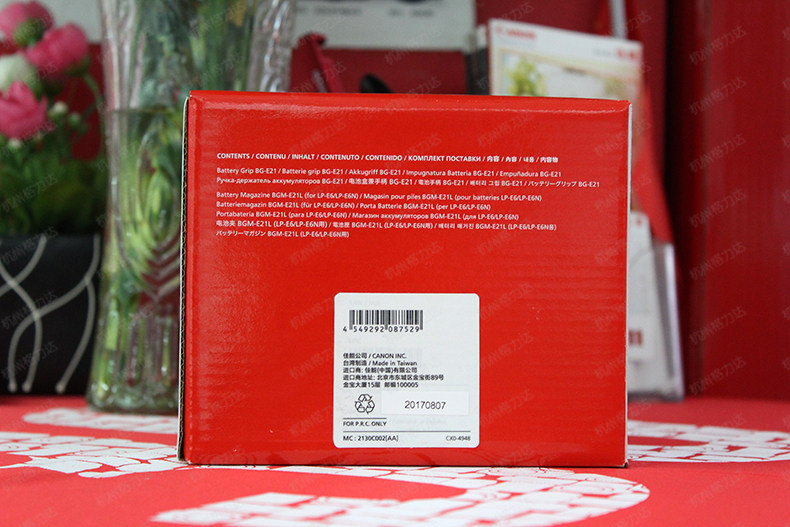 CONTENTS / CONTENU / INHALT / CONTENUTO / CONTENIDO / КОМПЛЕКТ ПОСТАВКИ / 内容 / 內容 / 내용 / 内容物
Battery Grip BG-E21 / Batterie grip BG-E21 / Akkugriff BG-E21 / Impugnatura Batteria BG-E21 / Empuñadura BG-E21
Ручка-держатель аккумуляторов BG-E21 / 电池盒兼手柄 BG-E21 / 電池手柄 BG-E21 / 배터리 그립 BG-E21 / バッテリーグリップ BG-E21
Battery Magazine BGM-E21L (for LP-E6/LP-E6N) / Magasin pour piles BGM-E21L (pour batteries LP-E6/LP-E6N)
Batteriemagazin BGM-E21L (für LP-E6/LP-E6N) / Porta Batterie BGM-E21L (per LP-E6/LP-E6N)
Portabatería BGM-E21L (para LP-E6/LP-E6N) / Магазин аккумуляторов BGM-E21L (для LP-E6/LP-E6N)
电池夹 BGM-E21L (LP-E6/LP-E6N用) / 電池匣 BGM-E21L (LP-E6/LP-E6N用) / 배터리 매거진 BGM-E21L (LP-E6/LP-E6N용)
バッテリーマガジン BGM-E21L (LP-E6/LP-E6N用)
4 549292 087529
佳能公司 / CANON INC.
台湾制造 / Made in Taiwan
进口商: 佳能(中国)有限公司
进口商地址: 北京市东城区金宝街89号
金宝大厦15层 邮编100005
20170807
FOR P.R.C. ONLY
MC : 2130C002[AA]
CX0-4948